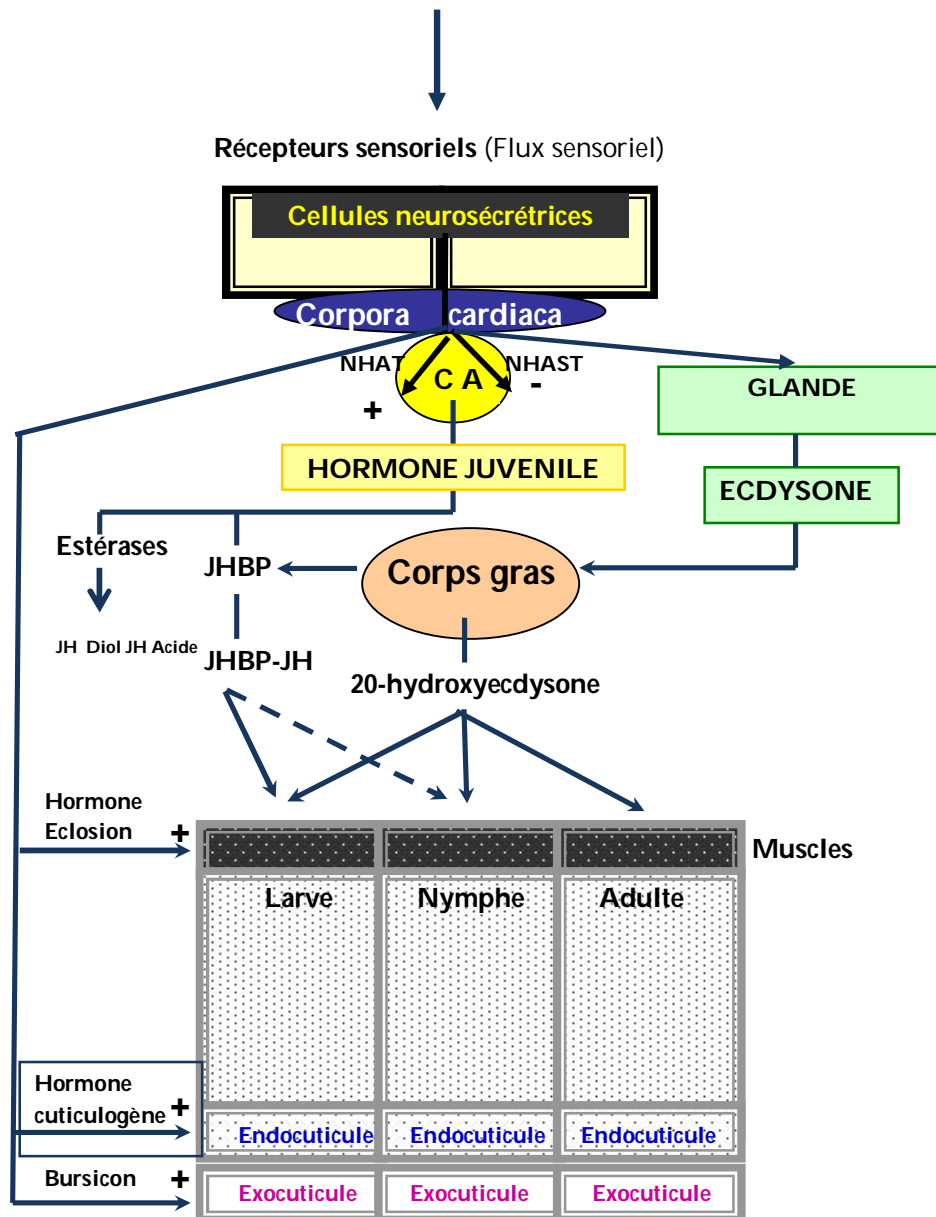 Récepteurs sensoriels (Flux sensoriel)
Cellules neurosécrétrices
Corpora cardiaca
NHAT
NHAST
C A
+
-
GLANDE
HORMONE JUVENILE
ECDYSONE
Estérases
JHBP
Corps gras
JH Diol JH Acide
JHBP-JH
20-hydroxyecdysone
Hormone
Eclosion
+
Muscles
Larve
Nymphe
Adulte
Hormone
cuticulogène
+
Endocuticule
Endocuticule
Endocuticule
Bursicon
+
Exocuticule
Exocuticule
Exocuticule